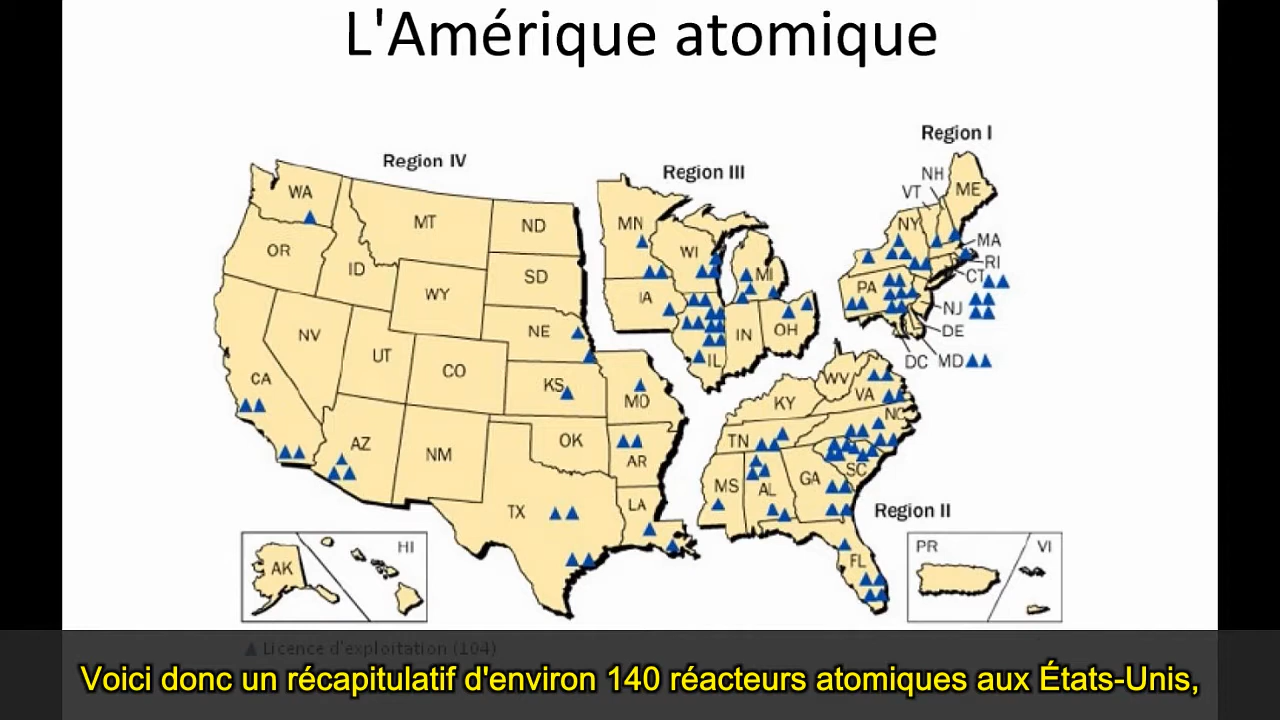 L'Amérique atomique
Region I
Region IV
Region III
NH
VT
ME
WA
MT
ND
MN
NY
OR
ID
SD
WI
MI
MA
RI
CT
WY
IA
PA
NV
NE
IN
OH
NJ
DE
UT
CO
IL
DC
MD
CA
KS
MO
KY
WV
VA
NC
AZ
NM
OK
AR
TN
SC
MS
AL
GA
TX
LA
Region II
HI
AK
FL
PR
VI
Licence d'exploitation (104)
Voici donc un récapitulatif d'environ 140 réacteurs atomiques aux États-Unis,